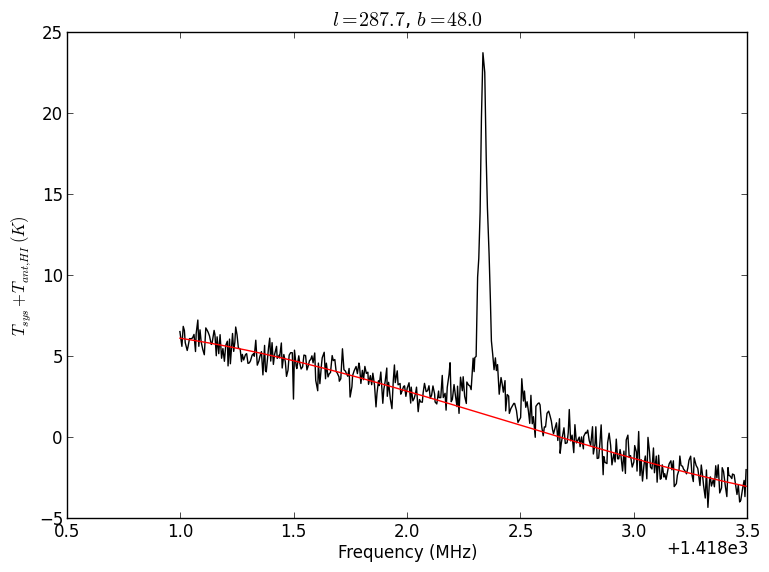 l = 287.7, b = 48.0
25
20
15
10
5
0
−5
T_sys + T_ant,HI (K)
0.5 1.0 1.5 2.0 2.5 3.0 3.5
Frequency (MHz)
+1.418e3